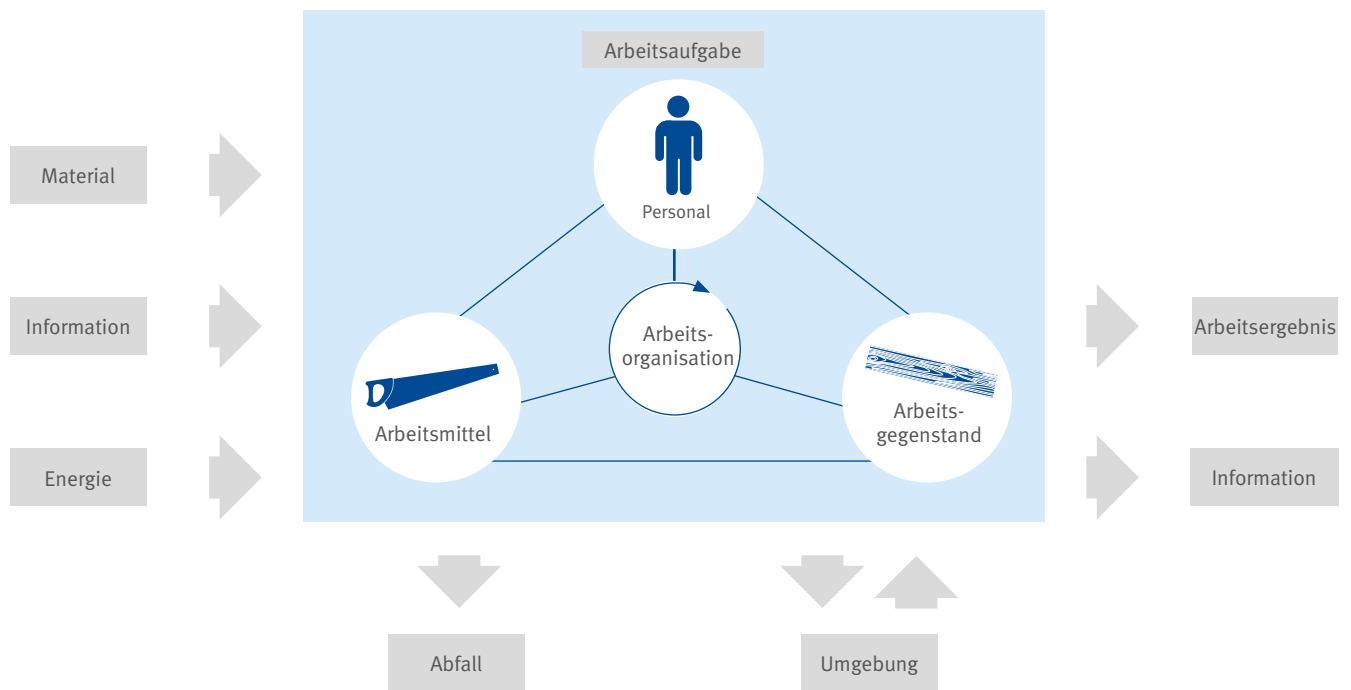 Arbeitsaufgabe
Material
Personal
Information
Arbeits-
organisation
Arbeitsergebnis
Arbeitsmittel
Arbeits-
gegenstand
Energie
Information
Abfall
Umgebung